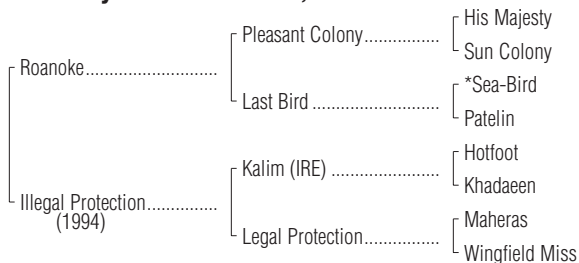 His Majesty
Pleasant Colony................
Sun Colony
Roanoke............................
*Sea-Bird
Last Bird ...........................
Patelin
Hotfoot
Kalim (IRE) .......................
Khadaeen
Illegal Protection...............
(1994)
Maheras
Legal Protection................
Wingfield Miss